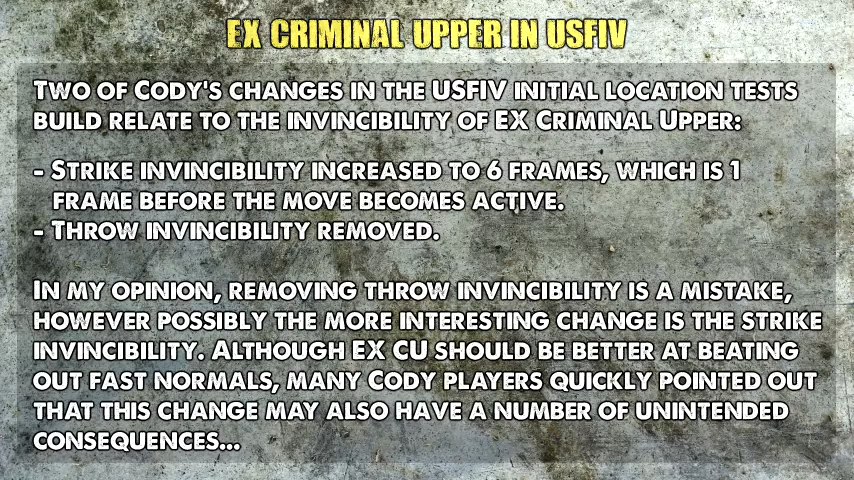 EX CRIMINAL UPPER IN USFIV
TWO OF CODY'S CHANGES IN THE USFIV INITIAL LOCATION TESTS
BUILD RELATE TO THE INVINCIBILITY OF EX CRIMINAL UPPER:
- STRIKE INVINCIBILITY INCREASED TO 6 FRAMES, WHICH IS 1
FRAME BEFORE THE MOVE BECOMES ACTIVE.
- THROW INVINCIBILITY REMOVED.
IN MY OPINION, REMOVING THROW INVINCIBILITY IS A MISTAKE,
HOWEVER POSSIBLY THE MORE INTERESTING CHANGE IS THE STRIKE
INVINCIBILITY. ALTHOUGH EX CU SHOULD BE BETTER AT BEATING
OUT FAST NORMALS, MANY CODY PLAYERS QUICKLY POINTED OUT
THAT THIS CHANGE MAY ALSO HAVE A NUMBER OF UNINTENDED
CONSEQUENCES...